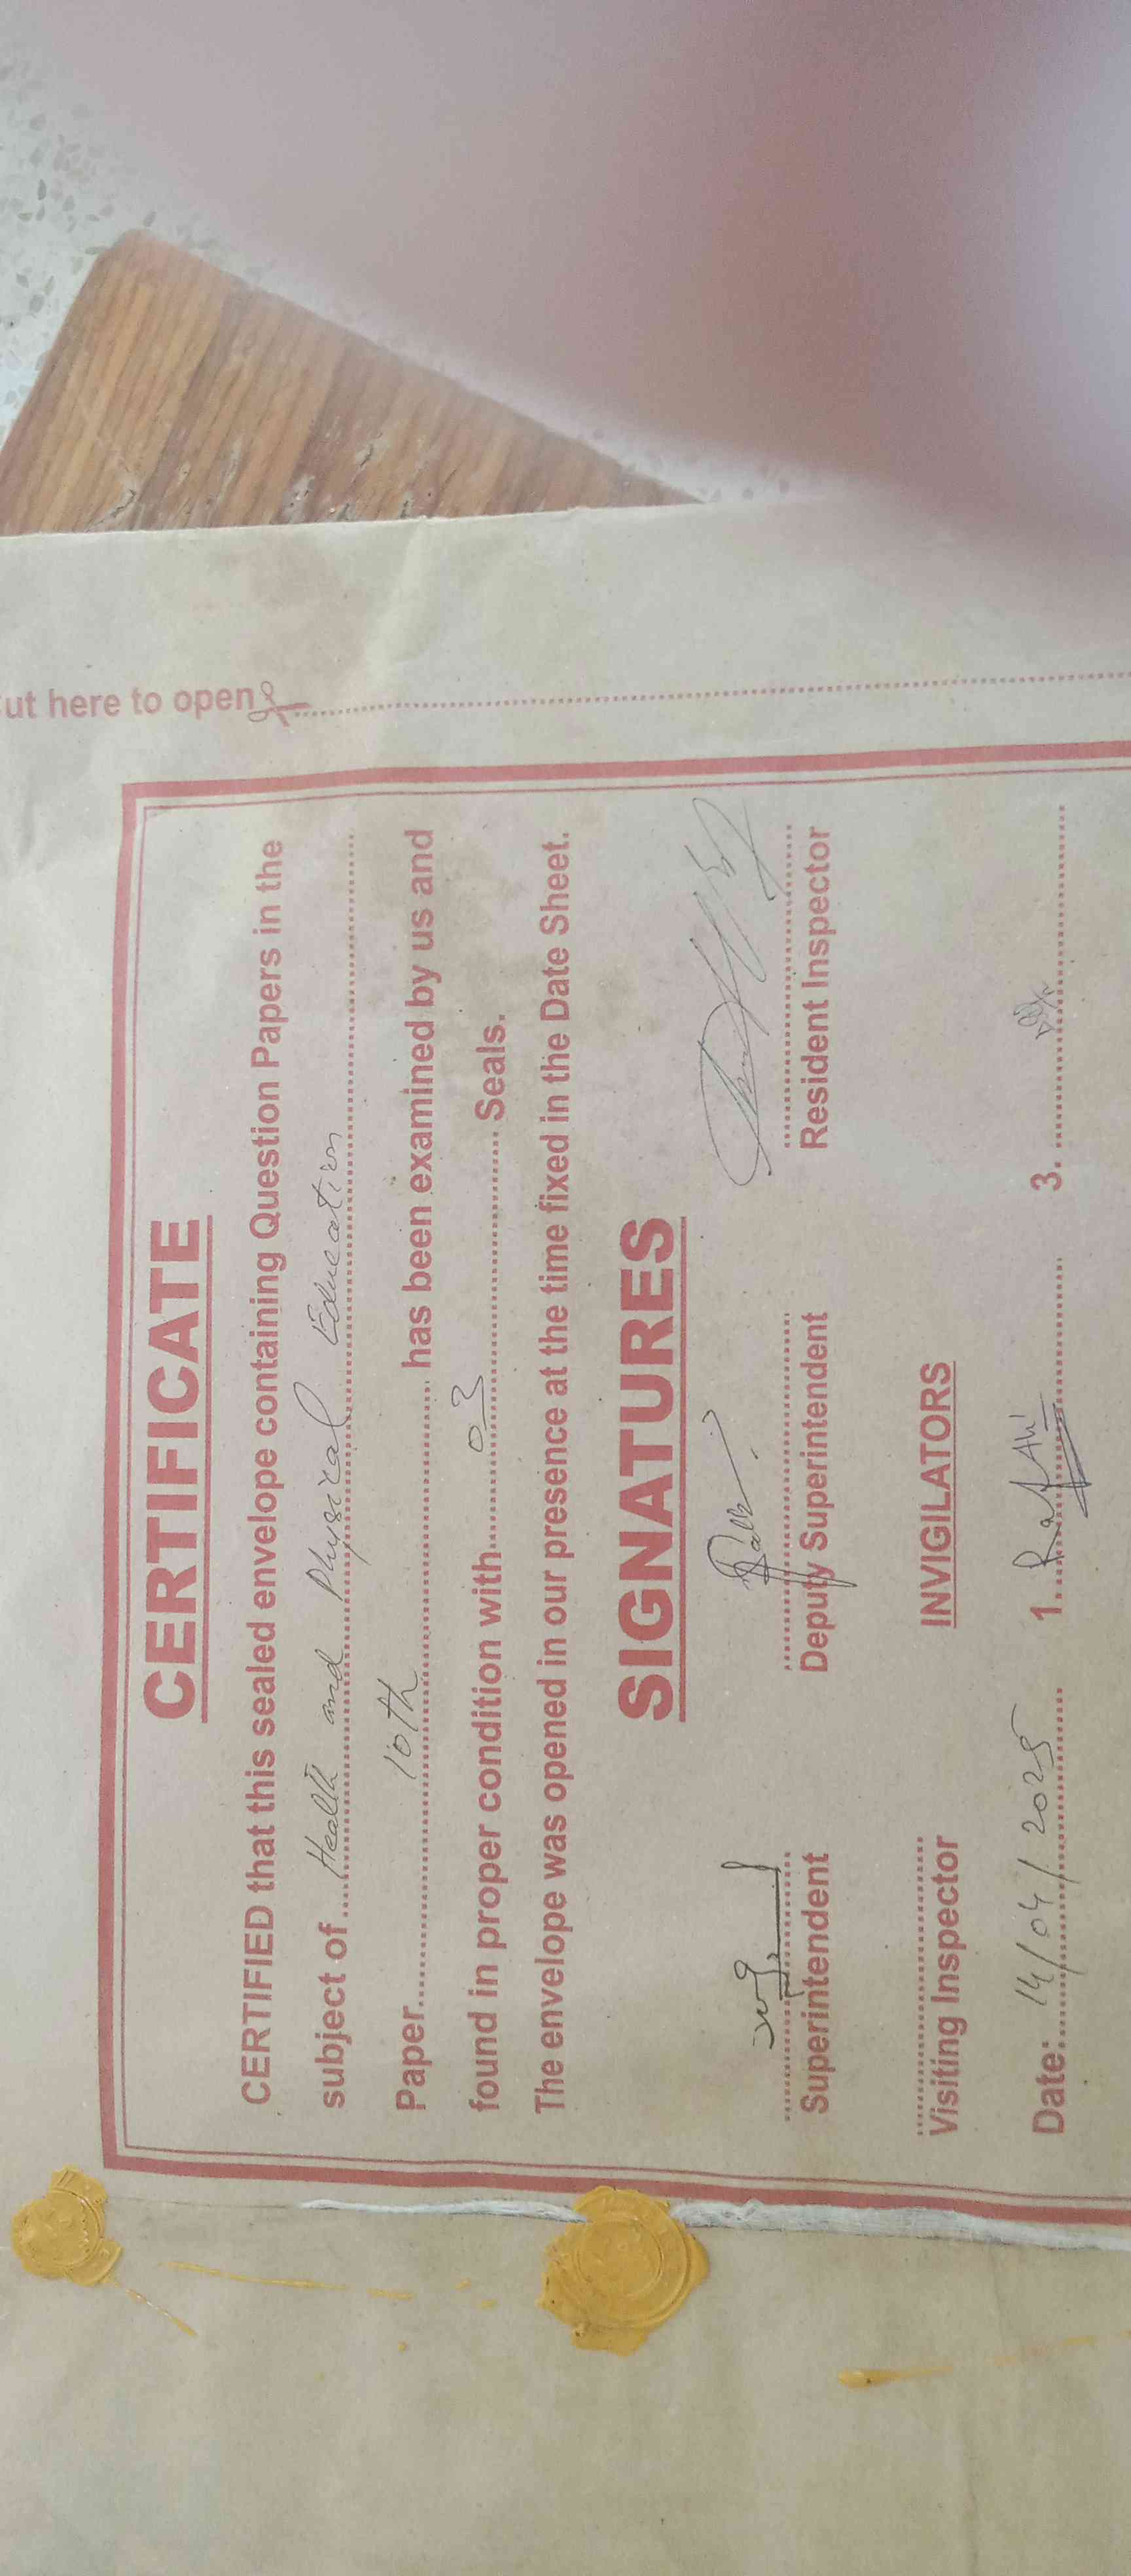 ut here to open
CERTIFICATE
CERTIFIED that this sealed envelope containing Question Papers in the
subject of Health and Physical Education
Paper 10th has been examined by us and
found in proper condition with 03 Seals.
The envelope was opened in our presence at the time fixed in the Date Sheet.
SIGNATURES
Superintendent Deputy Superintendent Resident Inspector
INVIGILATORS
Visiting Inspector
Date: 14/04/2025 1. 3.